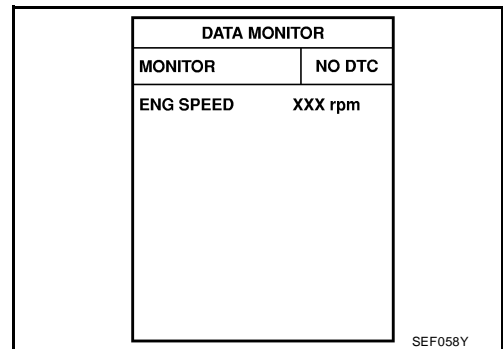 DATA MONITOR
MONITOR NO DTC
ENG SPEED XXX rpm
SEF058Y